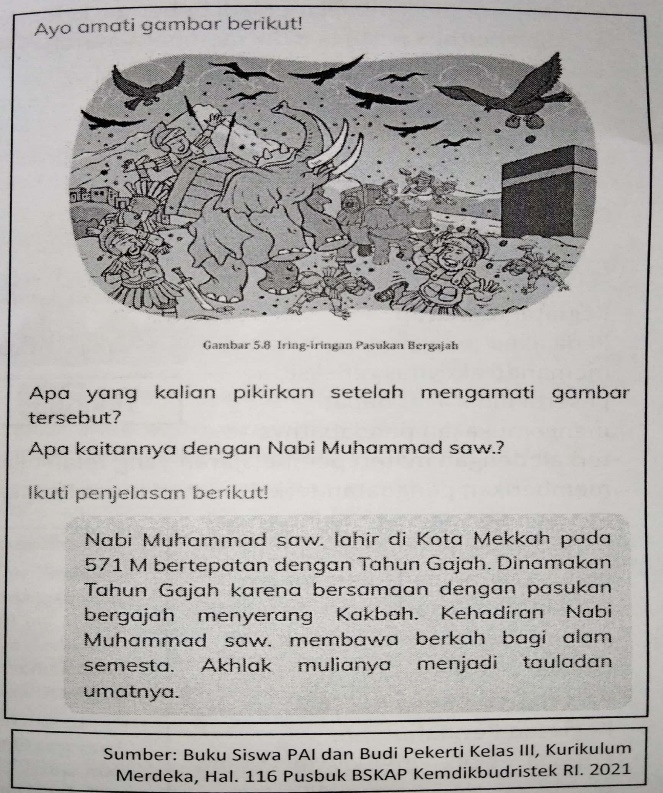 Ayo amati gambar berikut!
Gambar 5.8 Iring-iringan Pasukan Bergajah
Apa yang kalian pikirkan setelah mengamati gambar
tersebut?
Apa kaitannya dengan Nabi Muhammad saw.?
Ikuti penjelasan berikut!
Nabi Muhammad saw. lahir di Kota Mekkah pada
571 M bertepatan dengan Tahun Gajah. Dinamakan
Tahun Gajah karena bersamaan dengan pasukan
bergajah menyerang Kakbah. Kehadiran Nabi
Muhammad saw. membawa berkah bagi alam
semesta. Akhlak mulianya menjadi tauladan
umatnya.
Sumber: Buku Siswa PAI dan Budi Pekerti Kelas III, Kurikulum
Merdeka, Hal. 116 Pusbuk BSKAP Kemdikbudristek RI. 2021